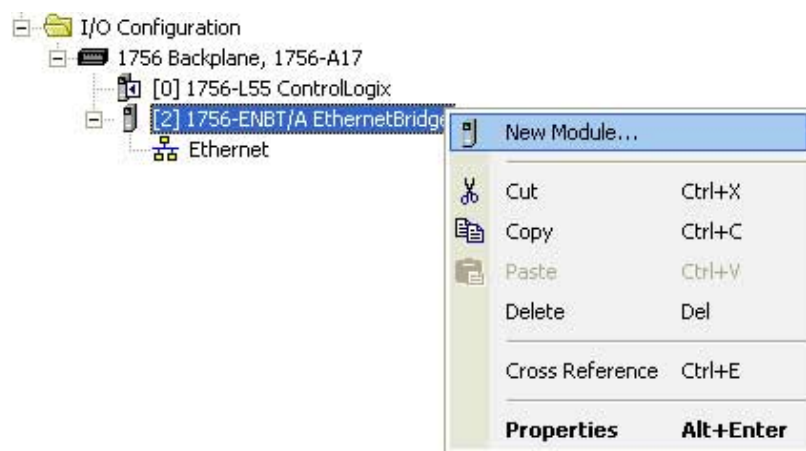 I/O Configuration
1756 Backplane, 1756-A17
[0] 1756-L55 ControlLogix
[2] 1756-ENBT/A EthernetBridge
Ethernet
New Module...
Cut Ctrl+X
Copy Ctrl+C
Paste Ctrl+V
Delete Del
Cross Reference Ctrl+E
Properties Alt+Enter